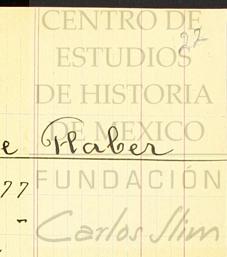 CENTRO DE
27
ESTUDIOS
DE HISTORIA
DE MEXICO
e Haber
77
FUNDACIÓN
-
Carlos Slim